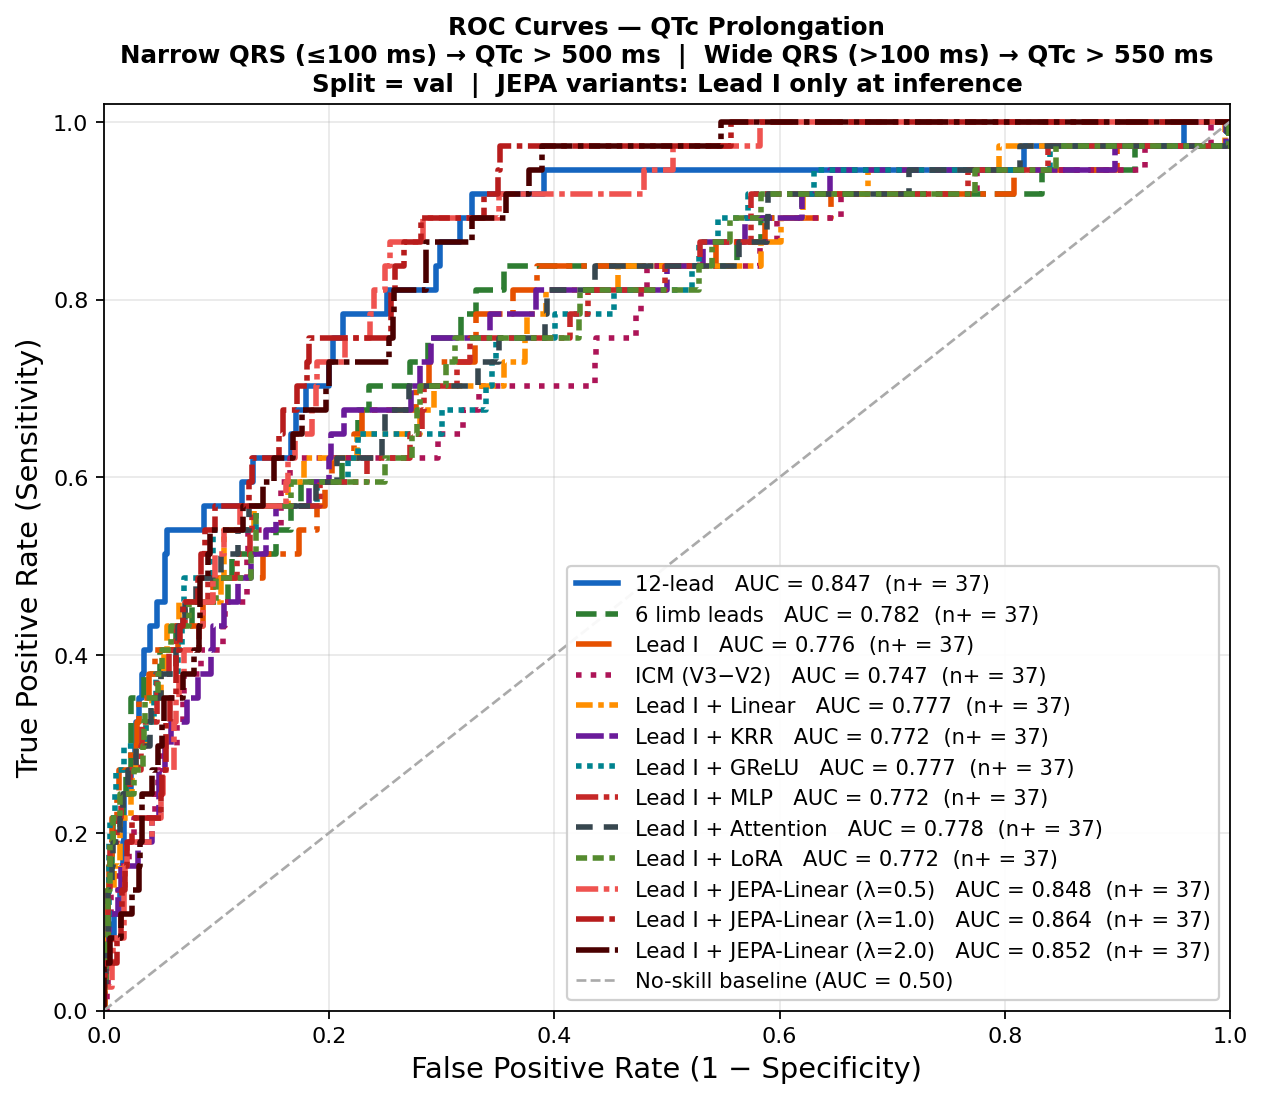 ROC Curves — QTc Prolongation
Narrow QRS (≤100 ms) → QTc > 500 ms | Wide QRS (>100 ms) → QTc > 550 ms
Split = val | JEPA variants: Lead I only at inference
True Positive Rate (Sensitivity)
1.0
0.8
0.6
0.4
0.2
0.0
12-lead AUC = 0.847 (n+ = 37)
6 limb leads AUC = 0.782 (n+ = 37)
Lead I AUC = 0.776 (n+ = 37)
ICM (V3−V2) AUC = 0.747 (n+ = 37)
Lead I + Linear AUC = 0.777 (n+ = 37)
Lead I + KRR AUC = 0.772 (n+ = 37)
Lead I + GReLU AUC = 0.777 (n+ = 37)
Lead I + MLP AUC = 0.772 (n+ = 37)
Lead I + Attention AUC = 0.778 (n+ = 37)
Lead I + LoRA AUC = 0.772 (n+ = 37)
Lead I + JEPA-Linear (λ=0.5) AUC = 0.848 (n+ = 37)
Lead I + JEPA-Linear (λ=1.0) AUC = 0.864 (n+ = 37)
Lead I + JEPA-Linear (λ=2.0) AUC = 0.852 (n+ = 37)
No-skill baseline (AUC = 0.50)
0.0 0.2 0.4 0.6 0.8 1.0
False Positive Rate (1 − Specificity)